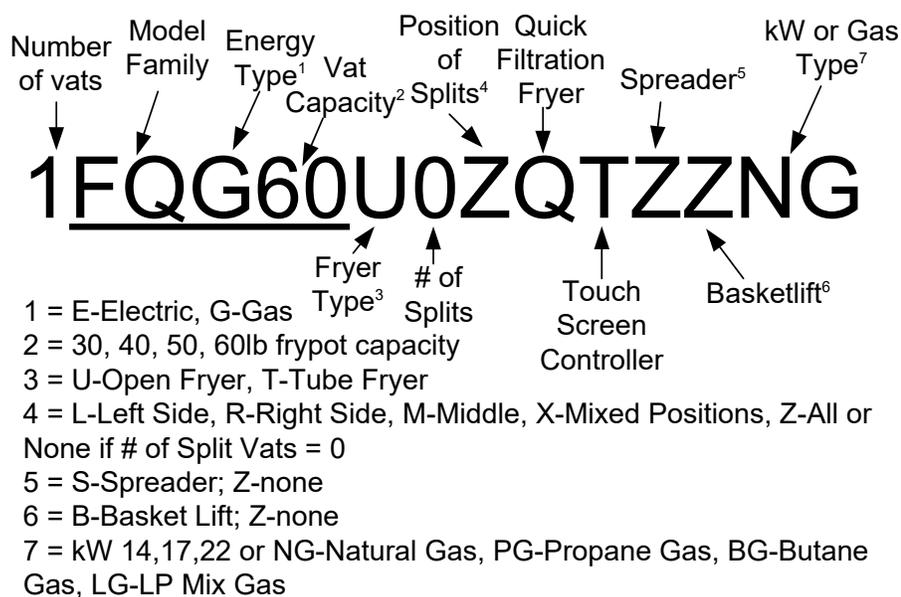 Number
of vats
Model
Family
Energy
Type¹
Vat
Capacity²
Position
of
Splits⁴
Quick
Filtration
Fryer
Spreader⁵
kW or Gas
Type⁷
1FQG60U0ZQTZZNG
Fryer
Type³
# of
Splits
Touch
Screen
Controller
Basketlift⁶
1 = E-Electric, G-Gas
2 = 30, 40, 50, 60lb frypot capacity
3 = U-Open Fryer, T-Tube Fryer
4 = L-Left Side, R-Right Side, M-Middle, X-Mixed Positions, Z-All or
None if # of Split Vats = 0
5 = S-Spreader; Z-none
6 = B-Basket Lift; Z-none
7 = kW 14,17,22 or NG-Natural Gas, PG-Propane Gas, BG-Butane
Gas, LG-LP Mix Gas